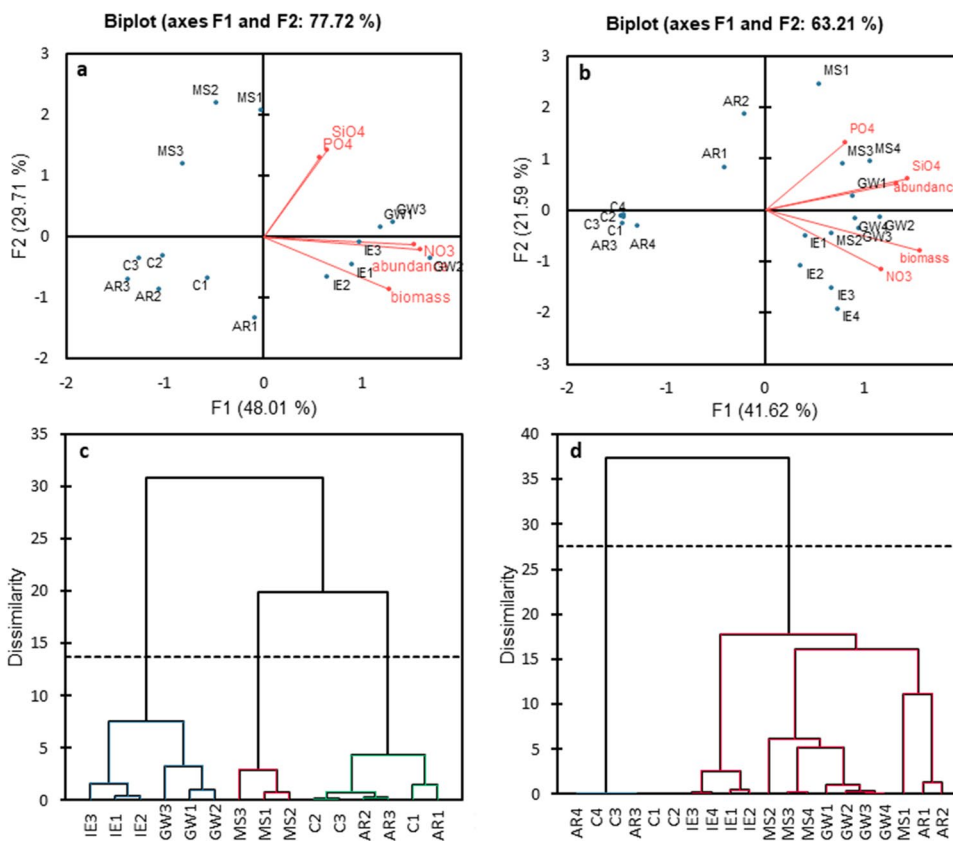 Biplot (axes F1 and F2: 77.72 %)
a
3
2
1
0
-1
-2
-2
-1
0
1
F2 (29.71 %)
F1 (48.01 %)
MS2
MS1
MS3
SiO4
PO4
GW3
GW1
NO3
IE3
abundance
GW2
IE1
IE2
biomass
C3
C2
AR3
AR2
C1
AR1
Biplot (axes F1 and F2: 63.21 %)
b
3
2
1
0
-1
-2
-3
-2
-1
0
1
F2 (21.59 %)
F1 (41.62 %)
MS1
AR2
PO4
MS3
MS4
AR1
SiO4
GW1
abundance
C4
C2
C3
C1
AR3
AR4
GW2
GW4
GW3
IE1
MS2
biomass
IE2
NO3
IE3
IE4
c
35
30
25
20
15
10
5
0
Dissimilarity
IE3
IE1
IE2
GW3
GW1
GW2
MS3
MS1
MS2
C2
C3
AR2
AR3
C1
AR1
d
40
35
30
25
20
15
10
5
0
Dissimilarity
AR4
C4
C3
AR3
C1
C2
IE3
IE4
IE1
IE2
MS2
MS3
MS4
GW1
GW2
GW3
GW4
MS1
AR1
AR2